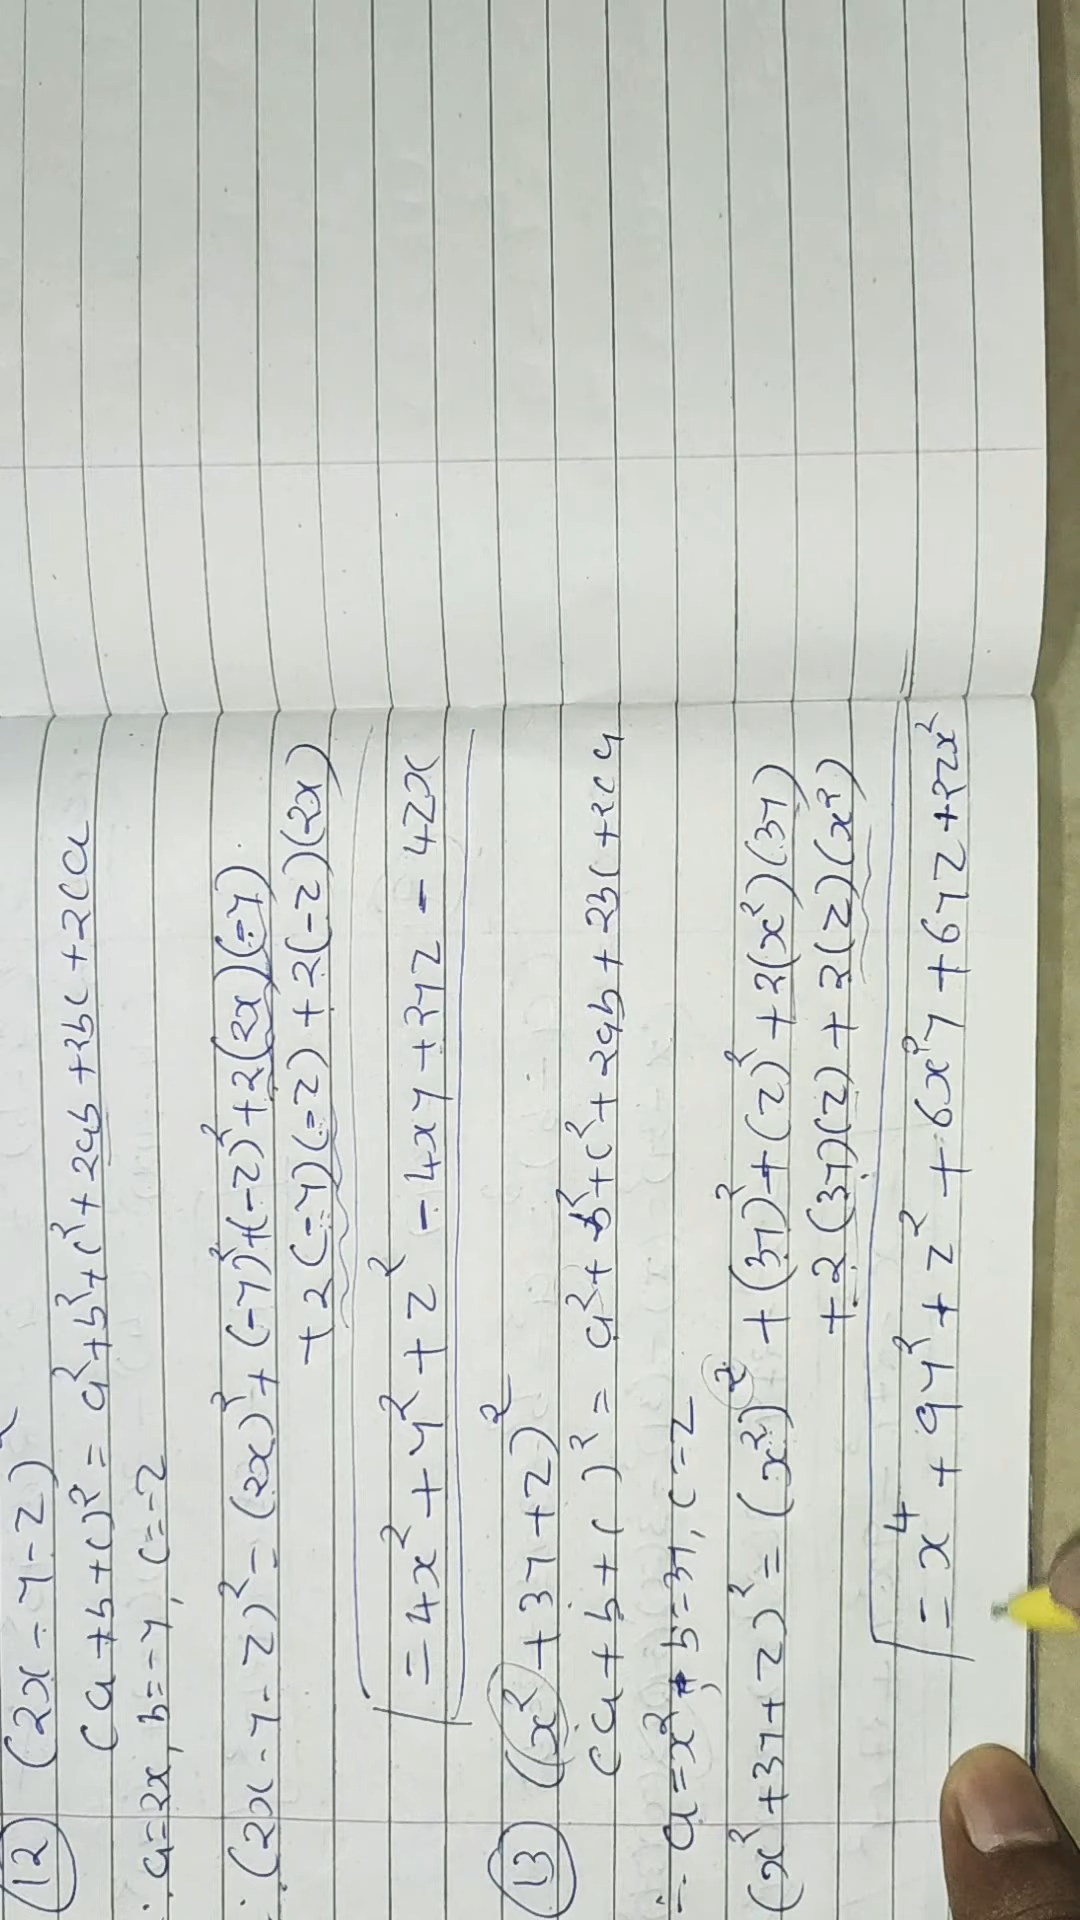 (12) (2x-y-z)²
(a+b+c)² = a²+b²+c²+2ab+2bc+2ca
∴ a=2x, b=-y, c=-z
∴ (2x-y-z)² = (2x)²+(-y)²+(-z)²+2(2x)(-y)
+2(-y)(-z)+2(-z)(2x)
=4x²+y²+z²-4xy+2yz-4zx
(13) (x²+3y+z)²
(a+b+c)² = a²+b²+c²+2ab+2bc+2ca
∴ a=x², b=3y, c=z
(x²+3y+z)² = (x²)²+(3y)²+(z)²+2(x²)(3y)
+2(3y)(z)+2(z)(x²)
=x⁴+9y²+z²+6x²y+6yz+2zx²